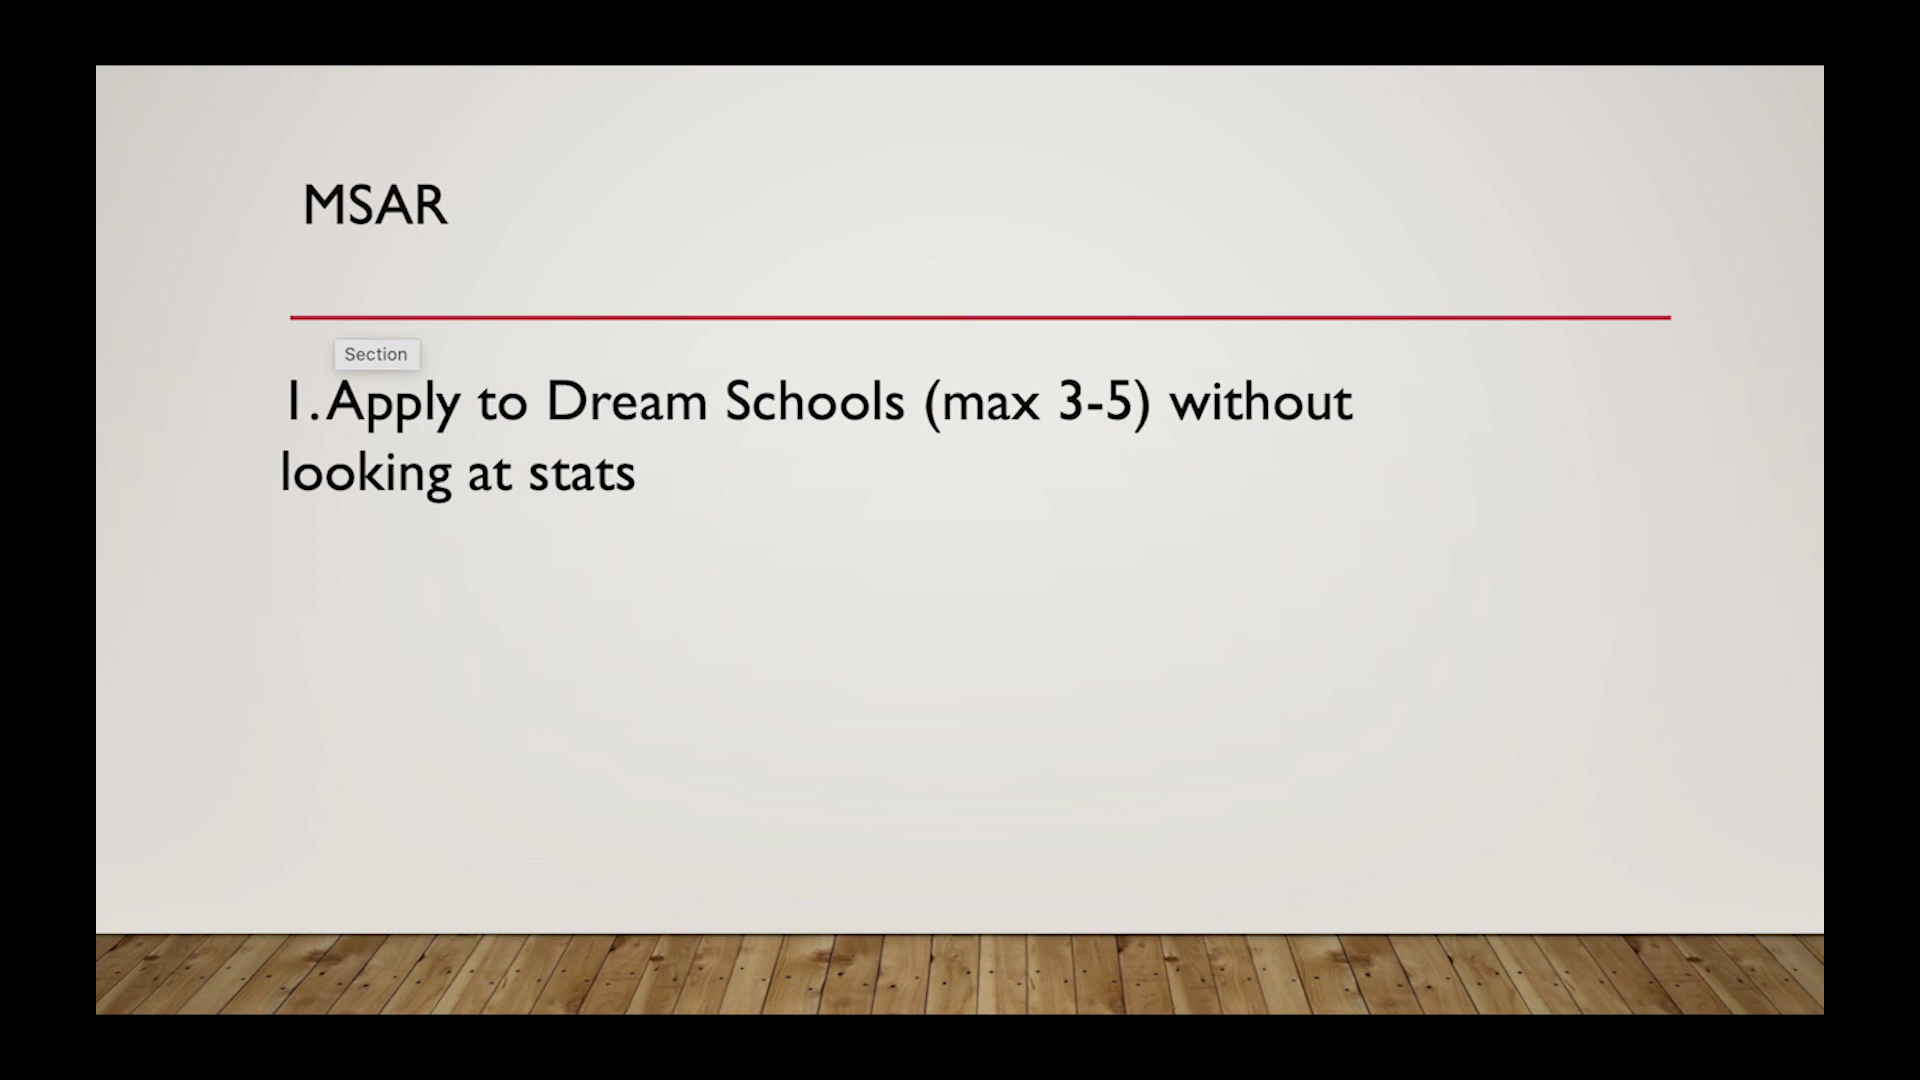 MSAR
Section
1. Apply to Dream Schools (max 3-5) without
looking at stats